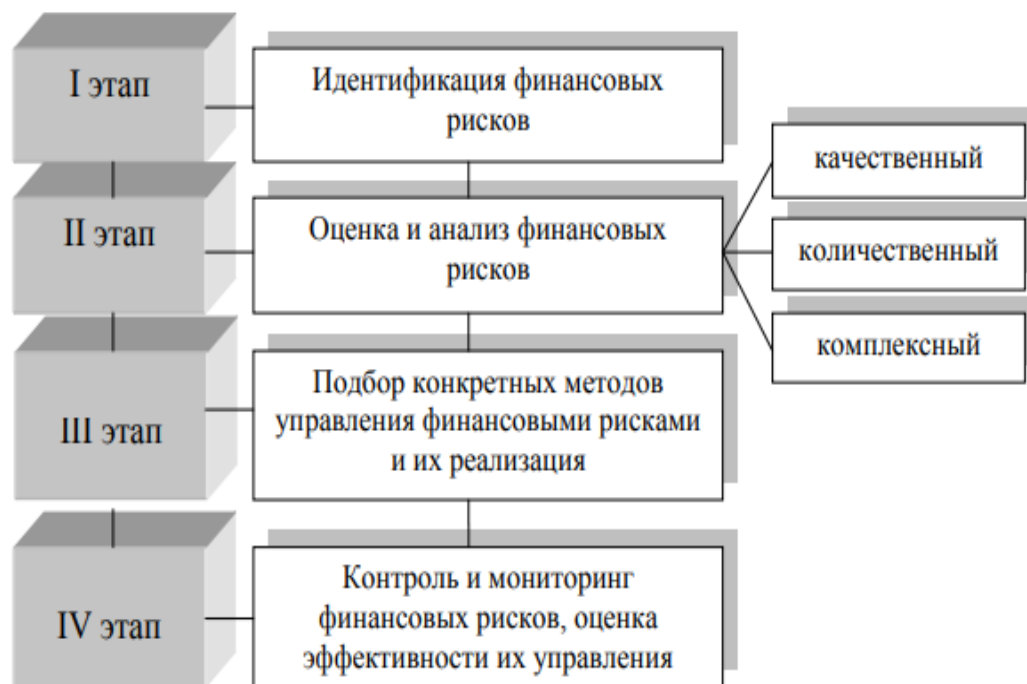 I этап
Идентификация финансовых
рисков
II этап
Оценка и анализ финансовых
рисков
качественный
количественный
комплексный
III этап
Подбор конкретных методов
управления финансовыми рисками
и их реализация
IV этап
Контроль и мониторинг
финансовых рисков, оценка
эффективности их управления